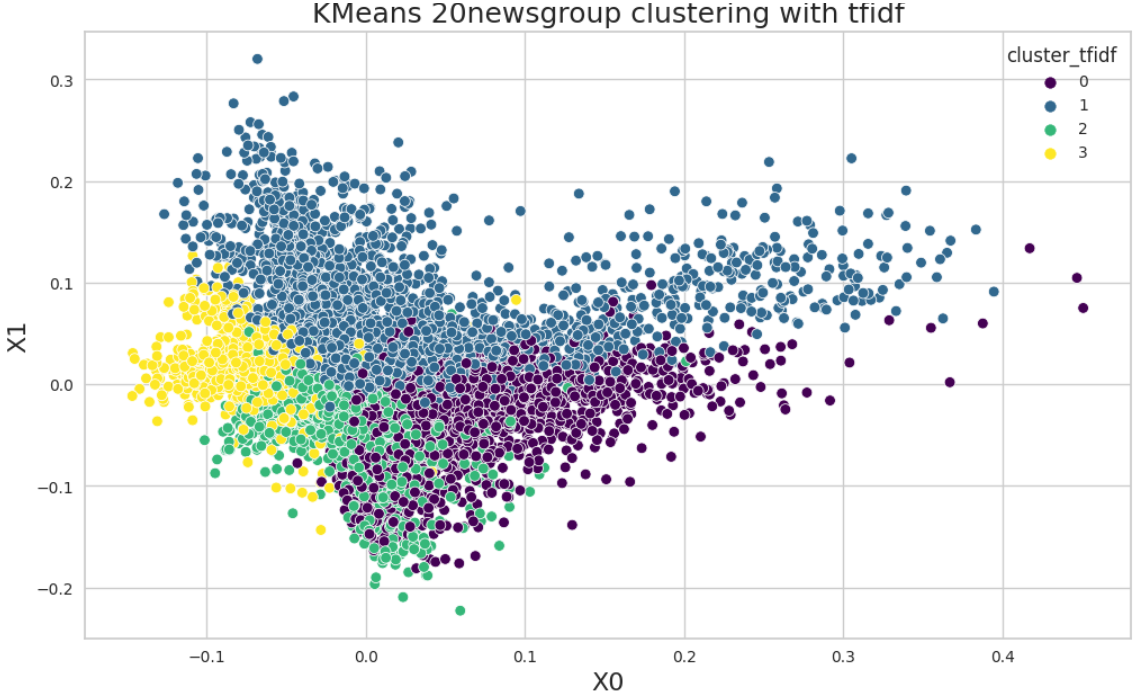 KMeans 20newsgroup clustering with tfidf
cluster_tfidf
0
1
2
3
X1
0.3
0.2
0.1
0.0
−0.1
−0.2
−0.1 0.0 0.1 0.2 0.3 0.4
X0